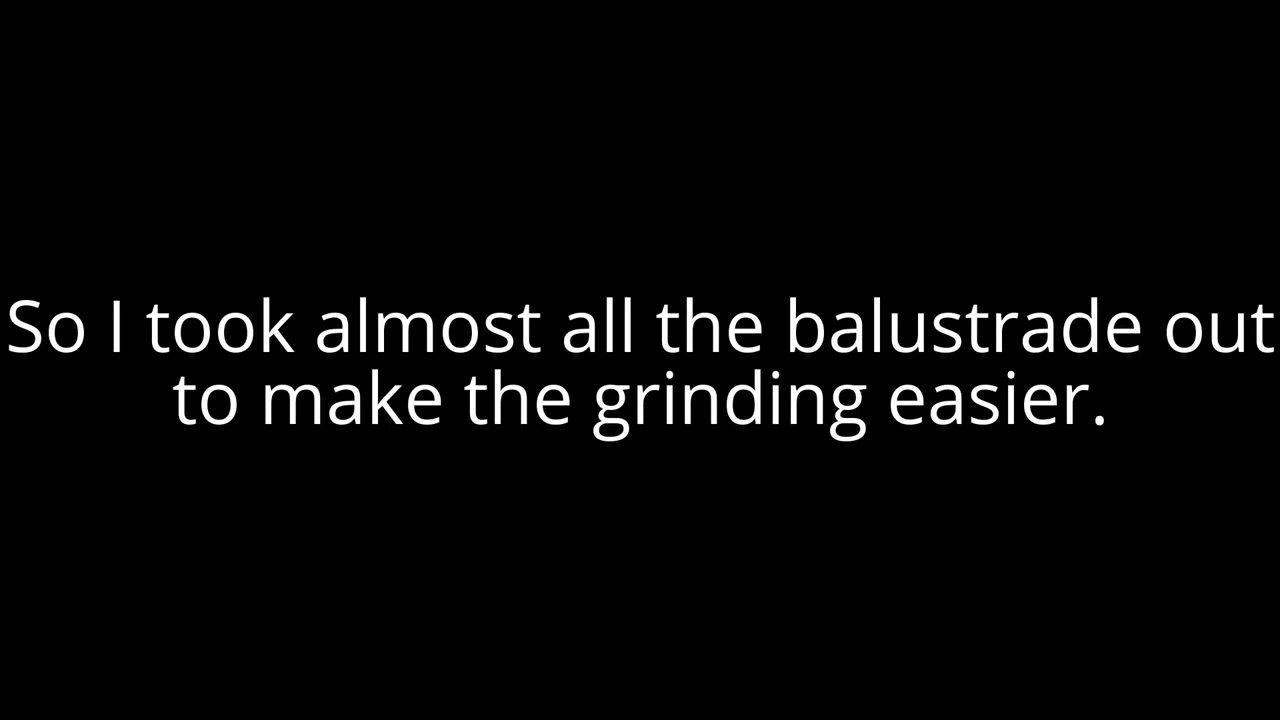 So I took almost all the balustrade out
to make the grinding easier.